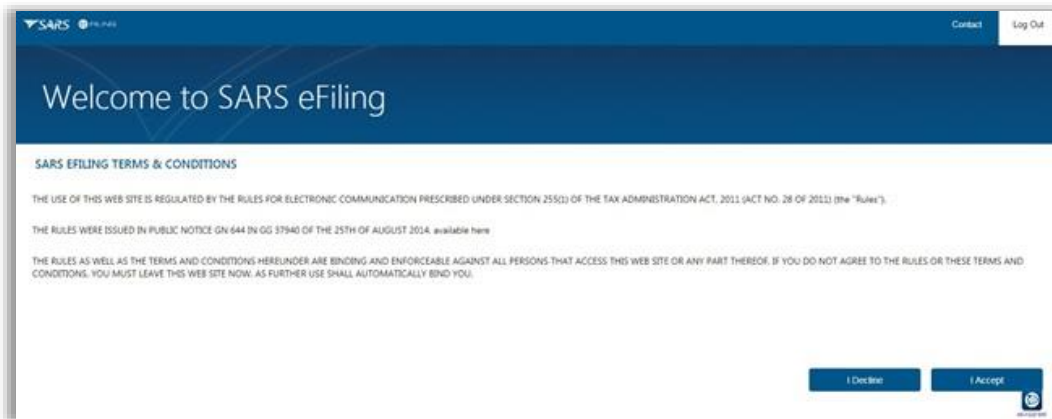 SARS eFILING
Contact
Log Out
Welcome to SARS eFiling
SARS EFILING TERMS & CONDITIONS
THE USE OF THIS WEB SITE IS REGULATED BY THE RULES FOR ELECTRONIC COMMUNICATION PRESCRIBED UNDER SECTION 255(1) OF THE TAX ADMINISTRATION ACT, 2011 (ACT NO. 28 OF 2011) (the "Rules").
THE RULES WERE ISSUED IN PUBLIC NOTICE GN 644 IN GG 37940 OF THE 25TH OF AUGUST 2014. available here
THE RULES AS WELL AS THE TERMS AND CONDITIONS HEREUNDER ARE BINDING AND ENFORCEABLE AGAINST ALL PERSONS THAT ACCESS THIS WEB SITE OR ANY PART THEREOF. IF YOU DO NOT AGREE TO THE RULES OR THESE TERMS AND
CONDITIONS, YOU MUST LEAVE THIS WEB SITE NOW. AS FURTHER USE SHALL AUTOMATICALLY BIND YOU.
I Decline
I Accept